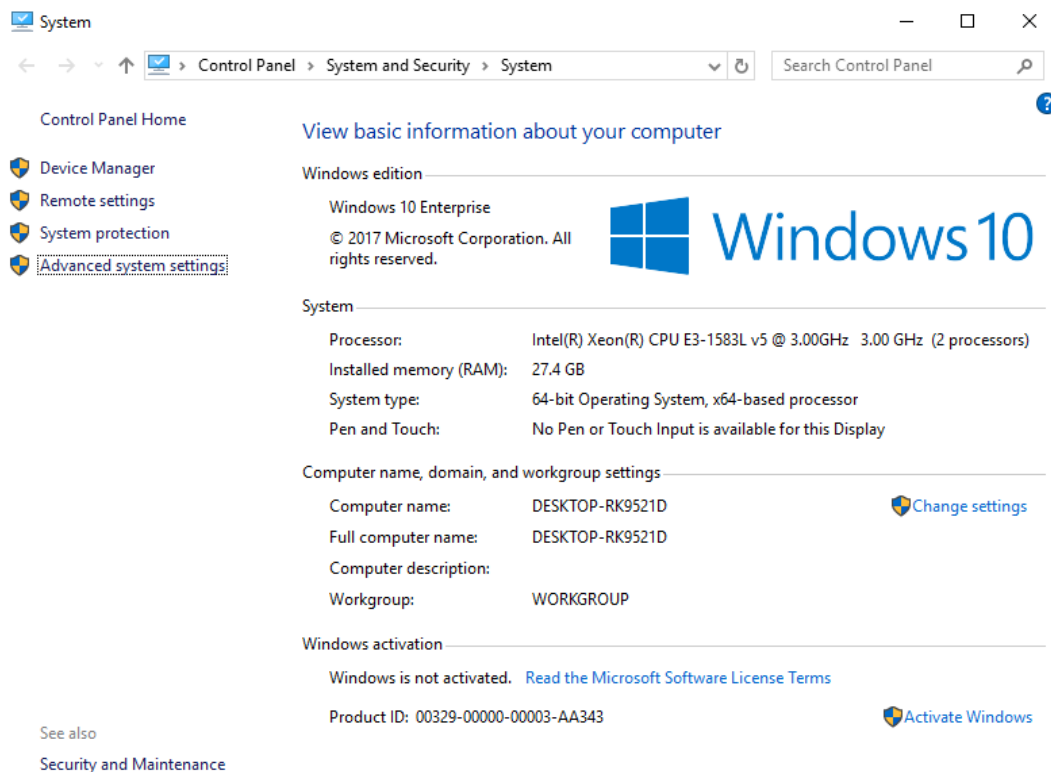 System
Control Panel > System and Security > System
Search Control Panel
?
Control Panel Home
Device Manager
Remote settings
System protection
Advanced system settings
View basic information about your computer
Windows edition
Windows 10 Enterprise
© 2017 Microsoft Corporation. All
rights reserved.
Windows 10
System
Processor: Intel(R) Xeon(R) CPU E3-1583L v5 @ 3.00GHz 3.00 GHz (2 processors)
Installed memory (RAM): 27.4 GB
System type: 64-bit Operating System, x64-based processor
Pen and Touch: No Pen or Touch Input is available for this Display
Computer name, domain, and workgroup settings
Computer name: DESKTOP-RK9521D Change settings
Full computer name: DESKTOP-RK9521D
Computer description:
Workgroup: WORKGROUP
Windows activation
Windows is not activated. Read the Microsoft Software License Terms
Product ID: 00329-00000-00003-AA343 Activate Windows
See also
Security and Maintenance